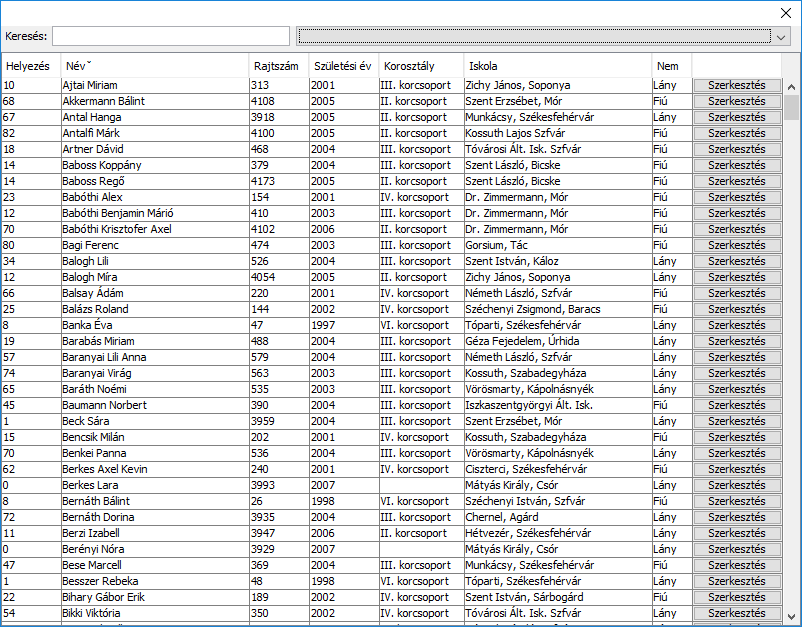 Keresés:
Helyezés Név Rajtszám Születési év Korosztály Iskola Nem
10 Ajtai Miriam 313 2001 III. korcsoport Zichy János, Soponya Lány Szerkesztés
68 Akkermann Bálint 4108 2005 II. korcsoport Szent Erzsébet, Mór Fiú Szerkesztés
67 Antal Hanga 3918 2005 II. korcsoport Munkácsy, Székesfehérvár Lány Szerkesztés
82 Antalfi Márk 4100 2005 II. korcsoport Kossuth Lajos Szfvár Fiú Szerkesztés
18 Artner Dávid 468 2004 III. korcsoport Tóvárosi Ált. Isk. Szfvár Fiú Szerkesztés
14 Baboss Koppány 379 2004 III. korcsoport Szent László, Bicske Fiú Szerkesztés
14 Baboss Regő 4173 2005 II. korcsoport Szent László, Bicske Fiú Szerkesztés
23 Babóthi Alex 154 2001 IV. korcsoport Dr. Zimmermann, Mór Fiú Szerkesztés
12 Babóthi Benjamin Márió 410 2003 III. korcsoport Dr. Zimmermann, Mór Fiú Szerkesztés
70 Babóthi Krisztofer Axel 4102 2006 II. korcsoport Dr. Zimmermann, Mór Fiú Szerkesztés
80 Bagi Ferenc 474 2003 III. korcsoport Gorsium, Tác Fiú Szerkesztés
34 Balogh Lili 526 2004 III. korcsoport Szent István, Káloz Lány Szerkesztés
12 Balogh Míra 4054 2005 II. korcsoport Zichy János, Soponya Lány Szerkesztés
66 Balsay Ádám 220 2001 IV. korcsoport Németh László, Szfvár Fiú Szerkesztés
25 Balázs Roland 144 2002 IV. korcsoport Széchenyi Zsigmond, Baracs Fiú Szerkesztés
8 Banka Éva 47 1997 VI. korcsoport Tóparti, Székesfehérvár Lány Szerkesztés
19 Barabás Miriam 488 2004 III. korcsoport Géza Fejedelem, Úrhida Lány Szerkesztés
57 Baranyai Lili Anna 579 2004 III. korcsoport Németh László, Szfvár Lány Szerkesztés
74 Baranyai Virág 563 2003 III. korcsoport Kossuth, Szabadegyháza Lány Szerkesztés
65 Baráth Noémi 535 2003 III. korcsoport Vörösmarty, Kápolnásnyék Lány Szerkesztés
45 Baumann Norbert 390 2004 III. korcsoport Iszkaszentgyörgyi Ált. Isk. Fiú Szerkesztés
1 Beck Sára 3959 2004 III. korcsoport Szent Erzsébet, Mór Lány Szerkesztés
15 Bencsik Milán 202 2001 IV. korcsoport Kossuth, Szabadegyháza Fiú Szerkesztés
70 Benkei Panna 536 2004 III. korcsoport Vörösmarty, Kápolnásnyék Lány Szerkesztés
62 Berkes Axel Kevin 240 2001 IV. korcsoport Ciszterci, Székesfehérvár Fiú Szerkesztés
0 Berkes Lara 3993 2007 Mátyás Király, Csór Lány Szerkesztés
8 Bernáth Bálint 26 1998 VI. korcsoport Széchenyi István, Szfvár Fiú Szerkesztés
72 Bernáth Dorina 3935 2004 III. korcsoport Chernel, Agárd Lány Szerkesztés
11 Berzi Izabell 3947 2006 II. korcsoport Hétvezér, Székesfehérvár Lány Szerkesztés
0 Berényi Nóra 3929 2007 Mátyás Király, Csór Lány Szerkesztés
47 Bese Marcell 369 2004 III. korcsoport Munkácsy, Székesfehérvár Fiú Szerkesztés
1 Besszer Rebeka 48 1998 VI. korcsoport Tóparti, Székesfehérvár Lány Szerkesztés
22 Bihary Gábor Erik 189 2002 IV. korcsoport Szent István, Sárbogárd Fiú Szerkesztés
54 Bikki Viktória 350 2002 IV. korcsoport Tóvárosi Ált. Isk. Szfvár Lány Szerkesztés